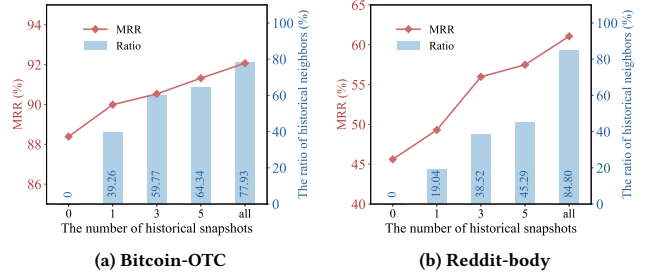 MRR
Ratio
MRR (%)
92
90
88
86
100
80
60
40
20
0
The ratio of historical neighbors (%)
0
39.26
59.77
64.34
77.93
0 1 3 5 all
The number of historical snapshots
(a) Bitcoin-OTC
MRR
Ratio
MRR (%)
65
60
55
50
45
40
100
80
60
40
20
0
The ratio of historical neighbors (%)
0
19.04
38.52
45.29
84.80
0 1 3 5 all
The number of historical snapshots
(b) Reddit-body